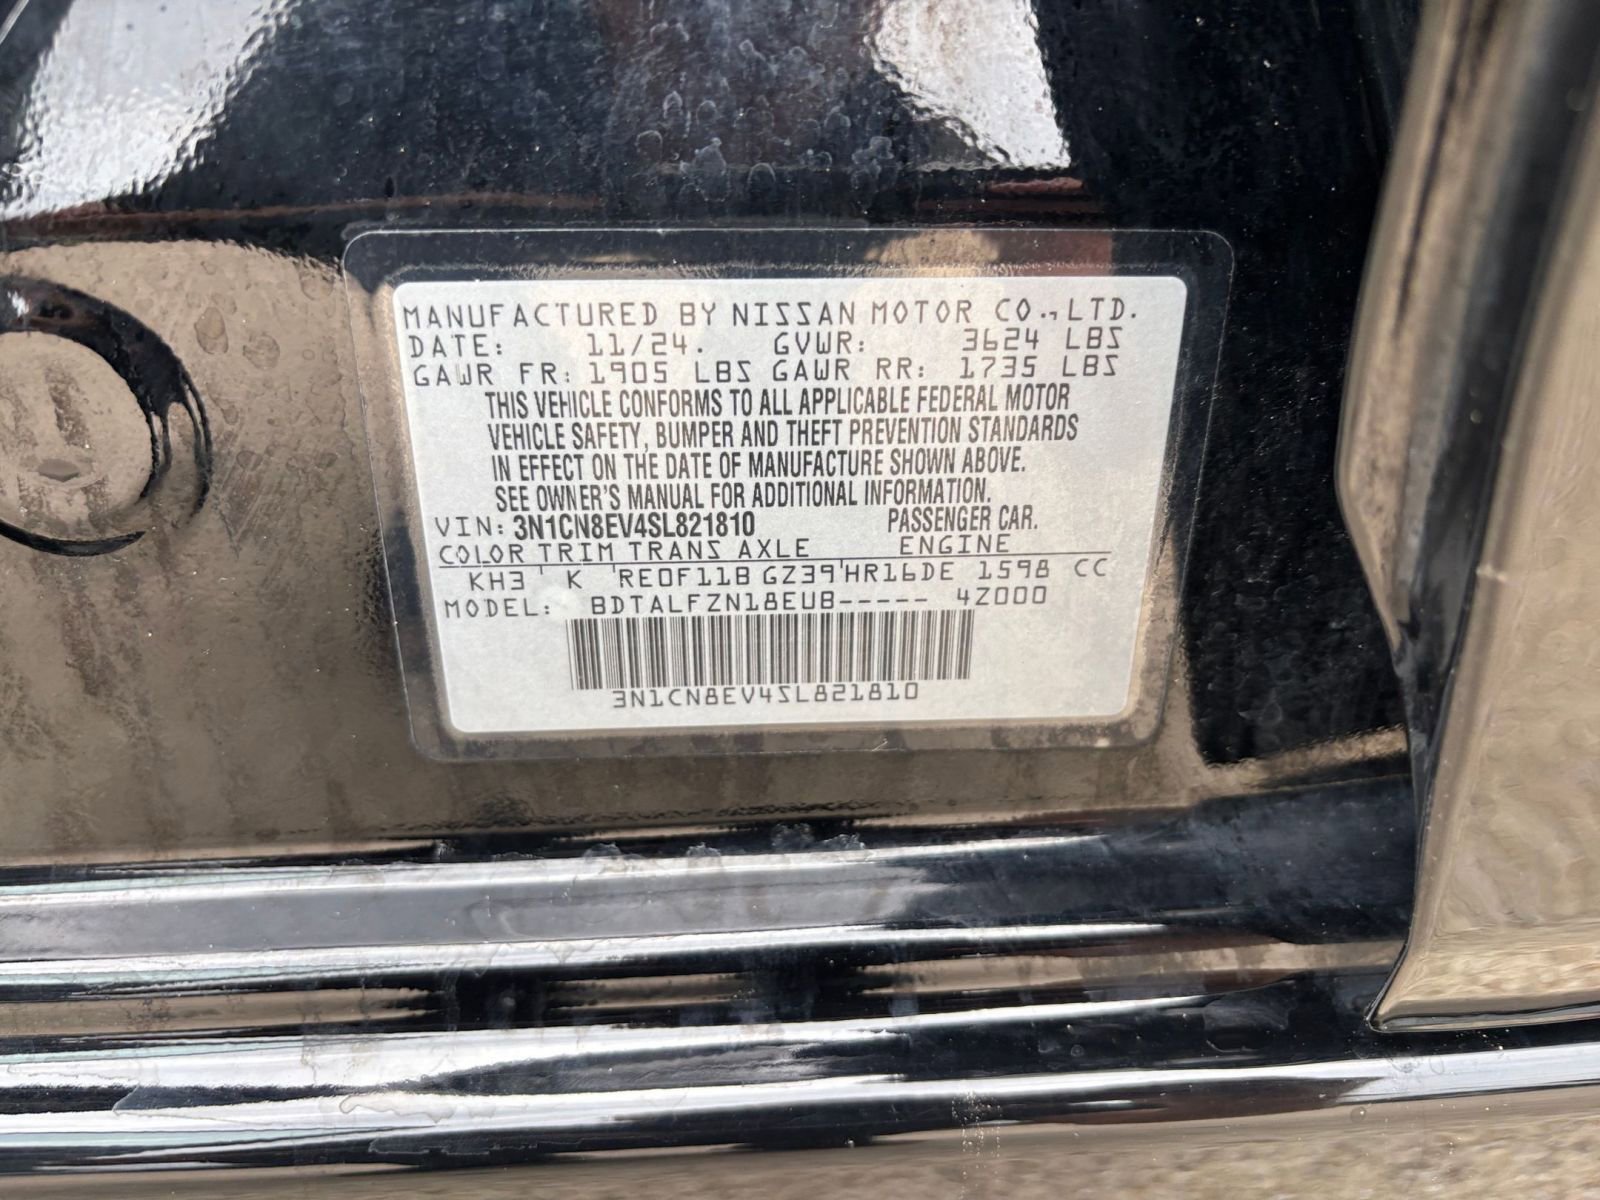 MANUFACTURED BY NISSAN MOTOR CO.,LTD.
DATE: 11/24. GVWR: 3624 LBS
GAWR FR: 1905 LBS GAWR RR: 1735 LBS
THIS VEHICLE CONFORMS TO ALL APPLICABLE FEDERAL MOTOR
VEHICLE SAFETY, BUMPER AND THEFT PREVENTION STANDARDS
IN EFFECT ON THE DATE OF MANUFACTURE SHOWN ABOVE.
SEE OWNER'S MANUAL FOR ADDITIONAL INFORMATION.
VIN: 3N1CN8EV4SL821810 PASSENGER CAR.
COLOR TRIM TRANS AXLE ENGINE
KH3 ' K 'RE0F11B GZ39'HR16DE 1598 CC
MODEL: BDTALFZN18EUB----- 4Z000
3N1CN8EV4SL821810